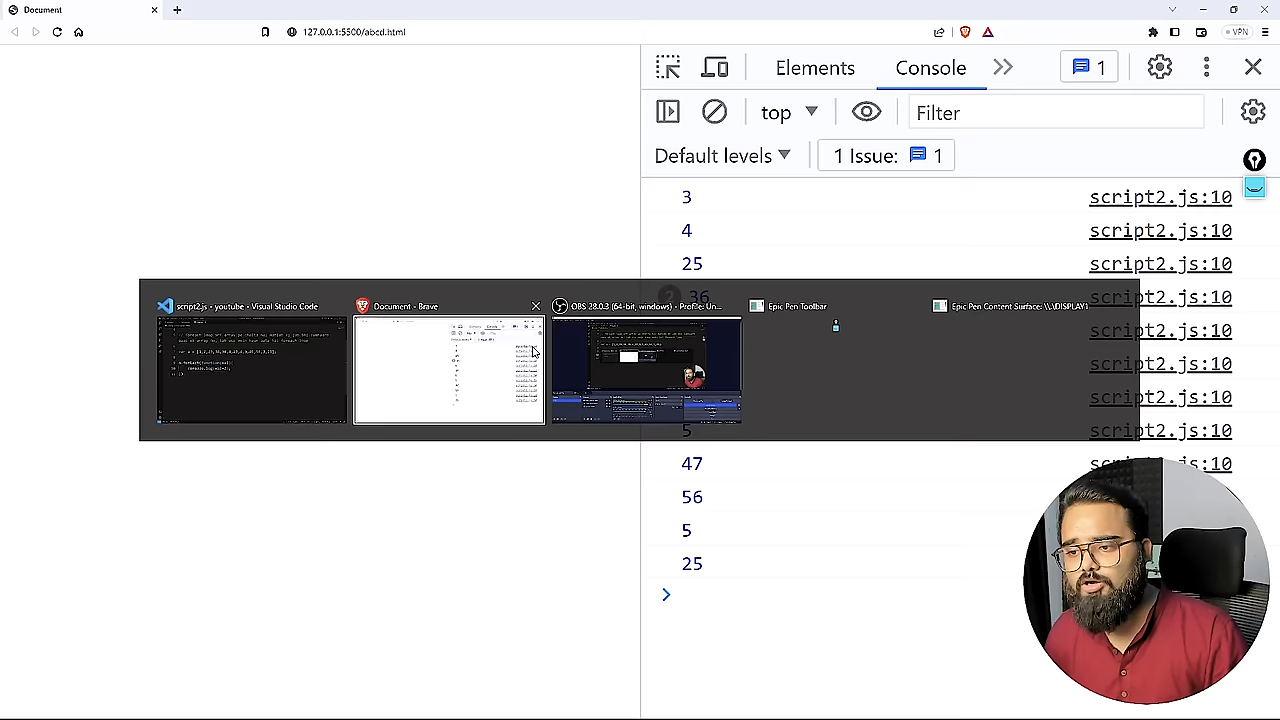 Document
127.0.0.1:5500/abcd.html
VPN
Elements
Console
1
top
Filter
Default levels
1 Issue:
1
3 script2.js:10
4 script2.js:10
25 script2.js:10
36
script2.js - youtube - Visual Studio Code
Document - Brave
OBS 28.0.3 (64-bit, windows) - Profile: Un...
Epic Pen Toolbar
Epic Pen Content Surface: \\.\DISPLAY1
script2.js:10
script2.js:10
script2.js:10
5 script2.js:10
47 script2.js:10
56
5
25